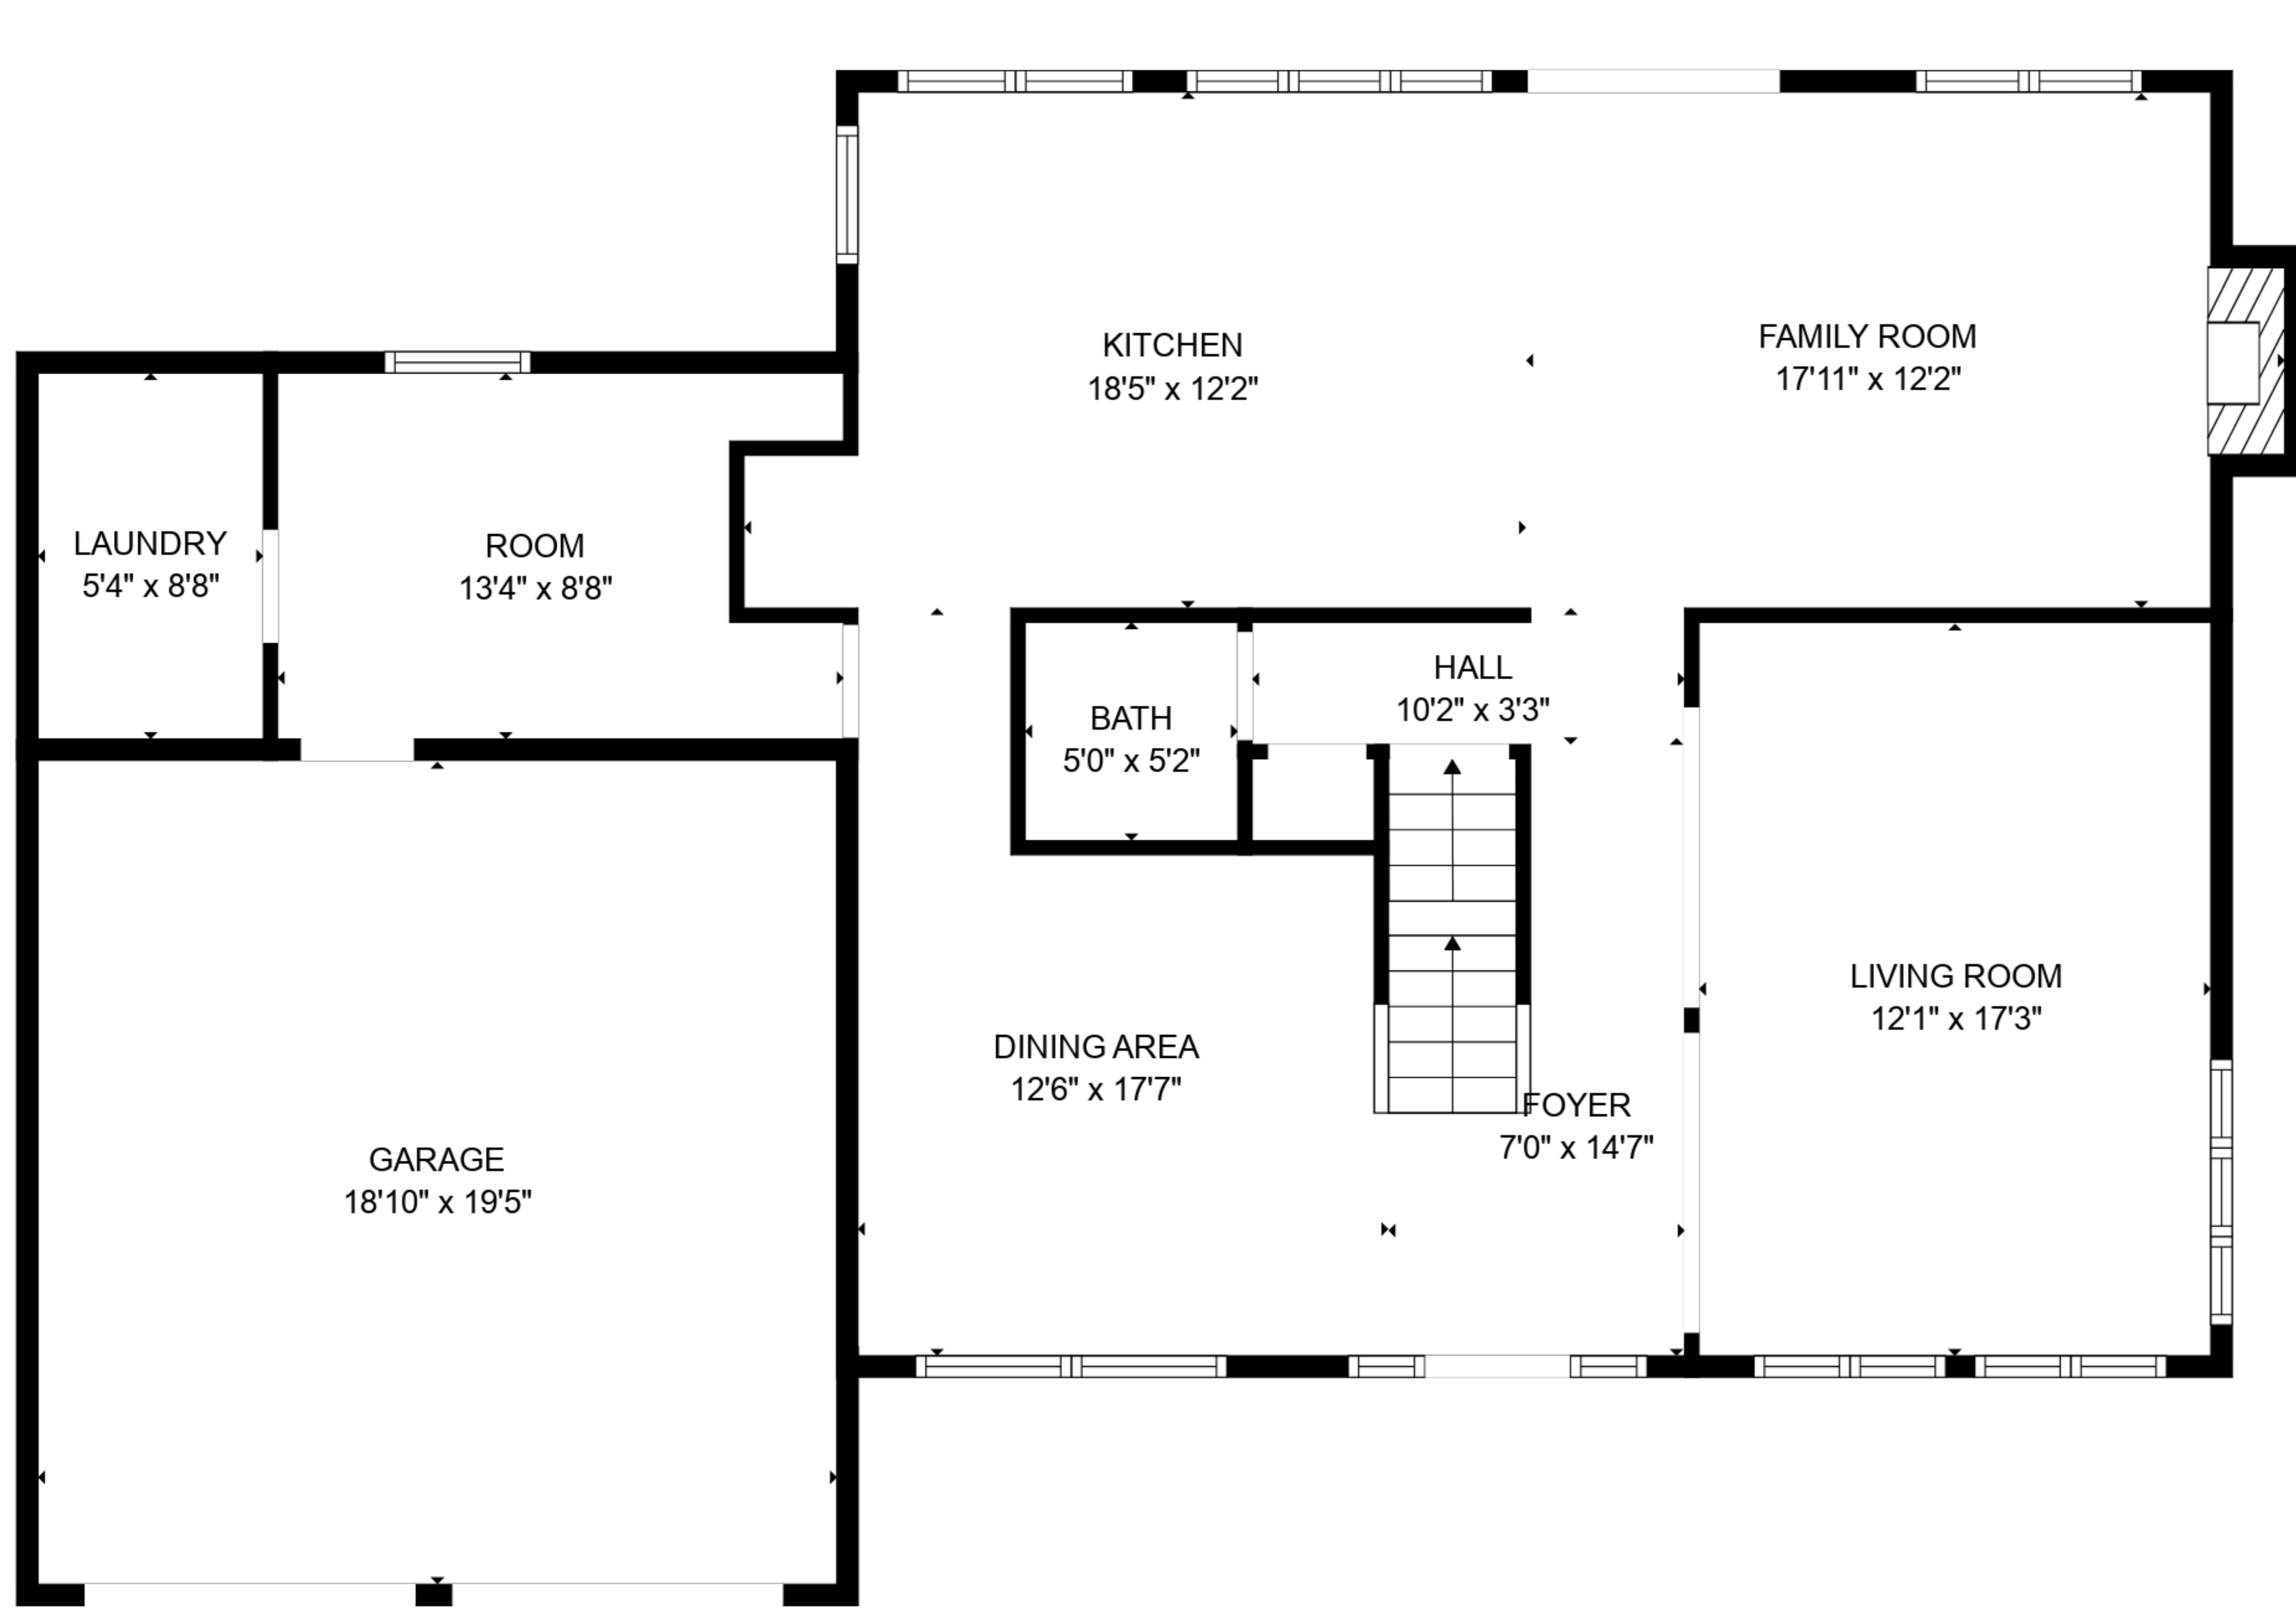 KITCHEN
18'5" x 12'2"
FAMILY ROOM
17'11" x 12'2"
LAUNDRY
5'4" x 8'8"
ROOM
13'4" x 8'8"
HALL
10'2" x 3'3"
BATH
5'0" x 5'2"
LIVING ROOM
12'1" x 17'3"
DINING AREA
12'6" x 17'7"
FOYER
7'0" x 14'7"
GARAGE
18'10" x 19'5"